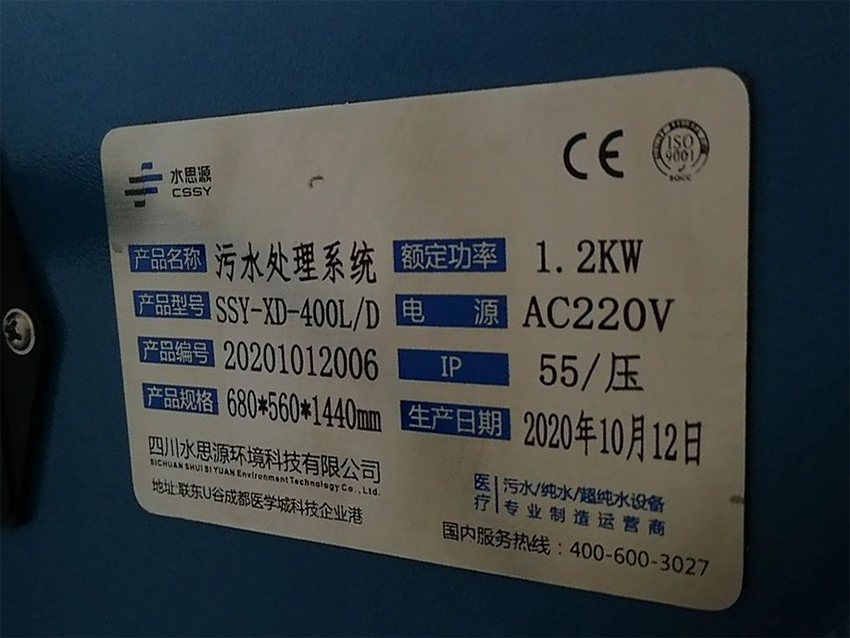 水思源
CSSY
CE
ISO
9001
SGCC
产品名称 污水处理系统 额定功率 1.2KW
产品型号 SSY-XD-400L/D 电 源 AC220V
产品编号 20201012006 IP 55/压
产品规格 680*560*1440mm 生产日期 2020年10月12日
四川水思源环境科技有限公司
SICHUAN SHUI SI YUAN Environment Technology Co., Ltd.
地址:联东U谷成都医学城科技企业港
医疗 污水/纯水/超纯水设备
专业制造运营商
国内服务热线：400-600-3027